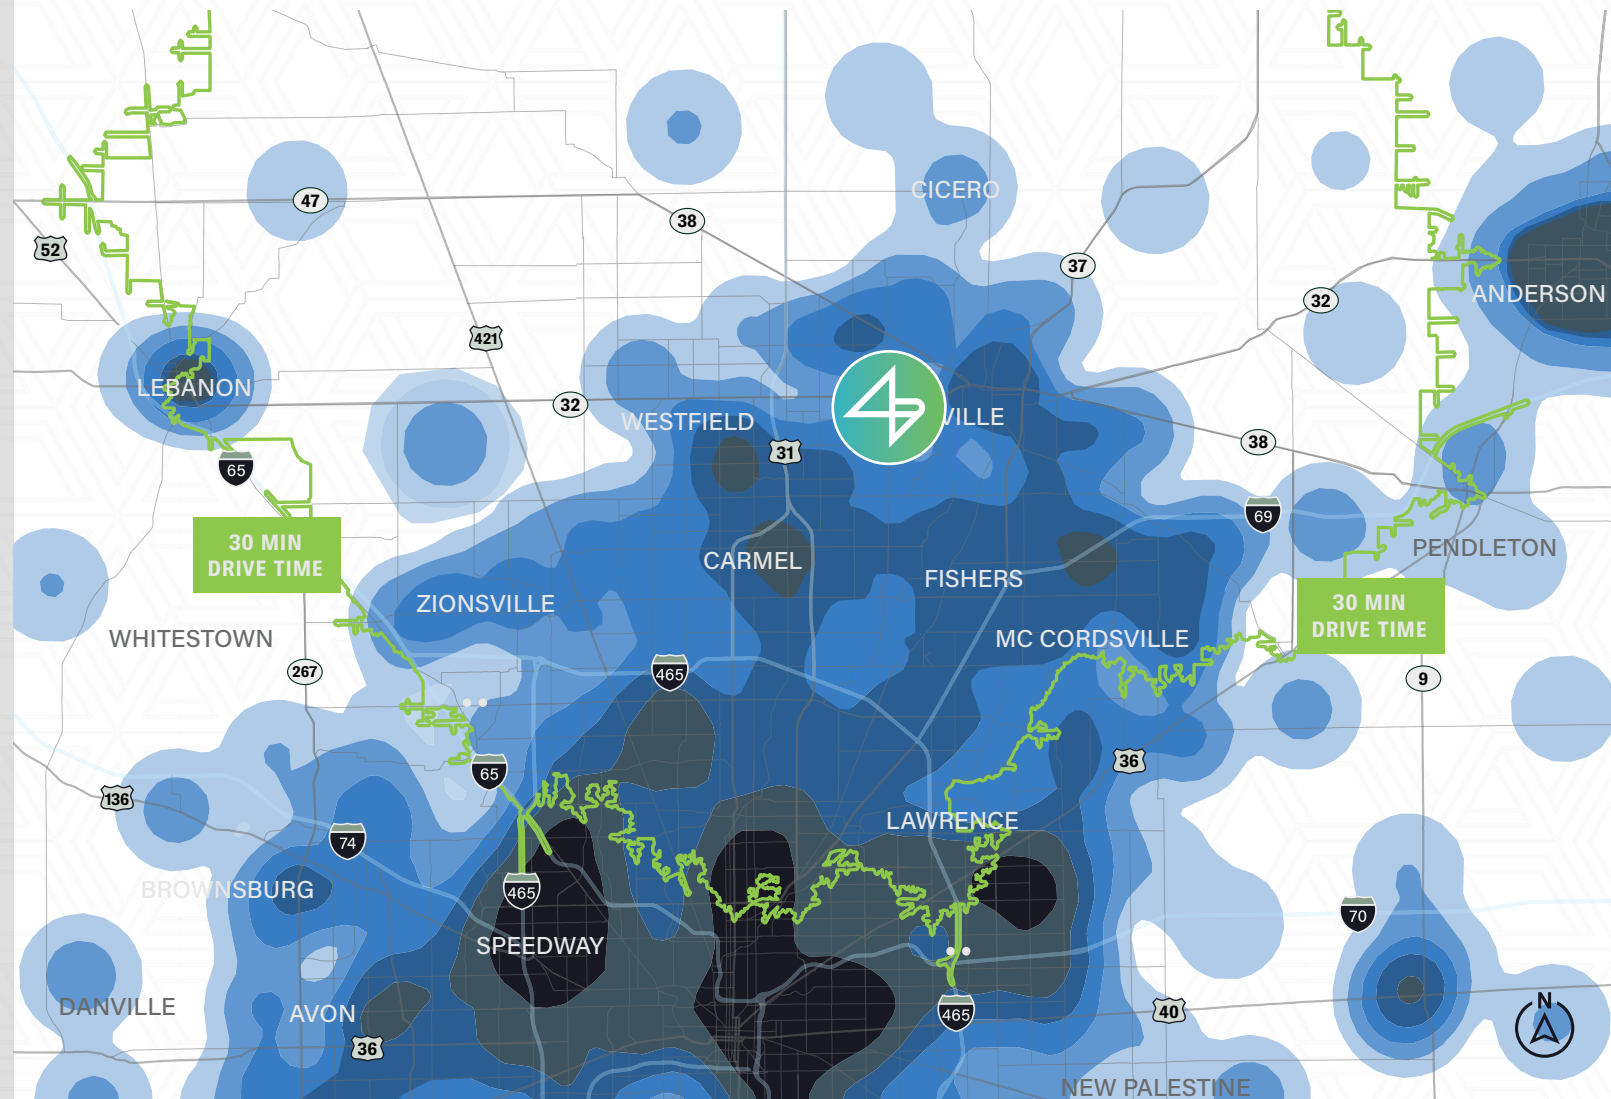 CICERO
47
38
52
37
ANDERSON
32
421
LEBANON
32
WESTFIELD
VILLE
31
38
65
69
30 MIN
DRIVE TIME
CARMEL
PENDLETON
FISHERS
ZIONSVILLE
30 MIN
DRIVE TIME
WHITESTOWN
MC CORDSVILLE
267
465
9
65
36
136
LAWRENCE
74
BROWNSBURG
465
70
SPEEDWAY
DANVILLE
AVON
465
40
N
36
NEW PALESTINE